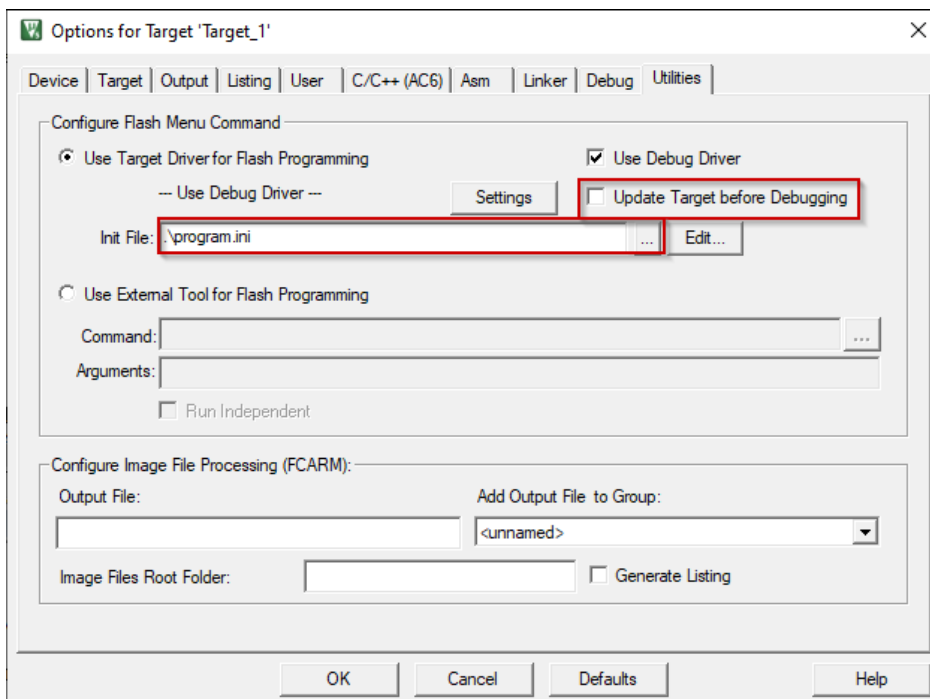 Options for Target 'Target_1'
Device Target Output Listing User C/C++ (AC6) Asm Linker Debug Utilities
Configure Flash Menu Command
Use Target Driver for Flash Programming Use Debug Driver
--- Use Debug Driver --- Settings Update Target before Debugging
Init File: .\program.ini ... Edit...
Use External Tool for Flash Programming
Command: ...
Arguments:
Run Independent
Configure Image File Processing (FCARM):
Output File: Add Output File to Group:
<unnamed>
Image Files Root Folder: Generate Listing
OK Cancel Defaults Help